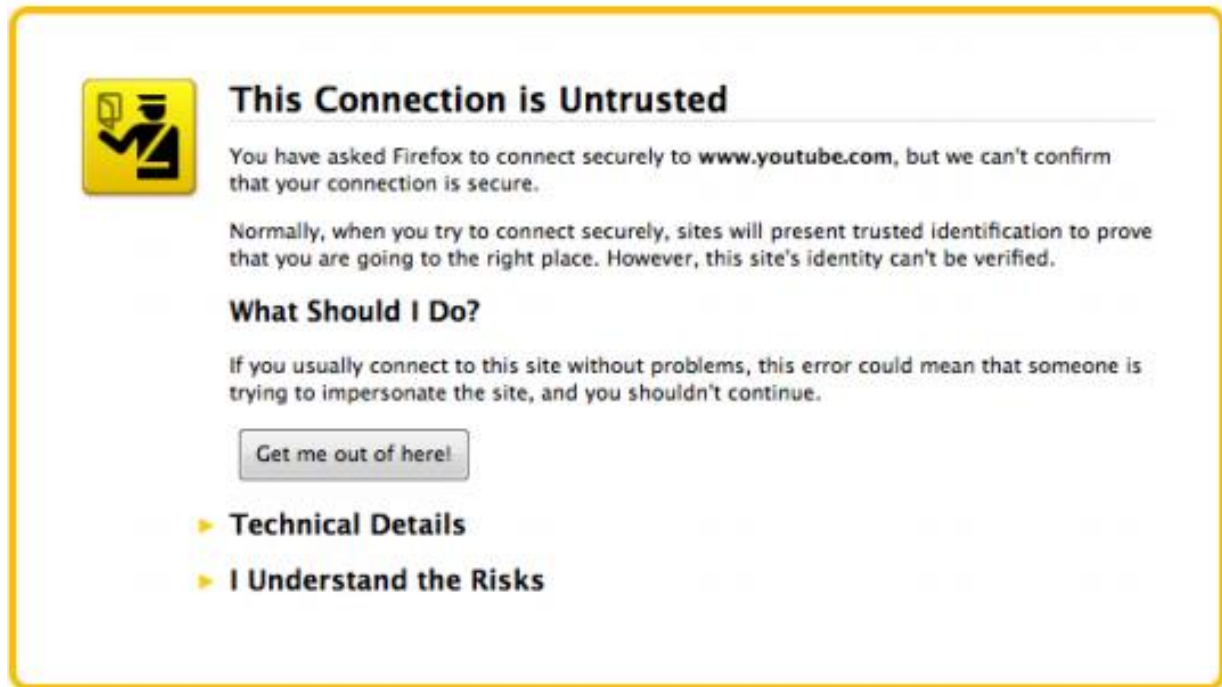 This Connection is Untrusted
You have asked Firefox to connect securely to www.youtube.com, but we can't confirm
that your connection is secure.
Normally, when you try to connect securely, sites will present trusted identification to prove
that you are going to the right place. However, this site's identity can't be verified.
What Should I Do?
If you usually connect to this site without problems, this error could mean that someone is
trying to impersonate the site, and you shouldn't continue.
Get me out of here!
Technical Details
I Understand the Risks